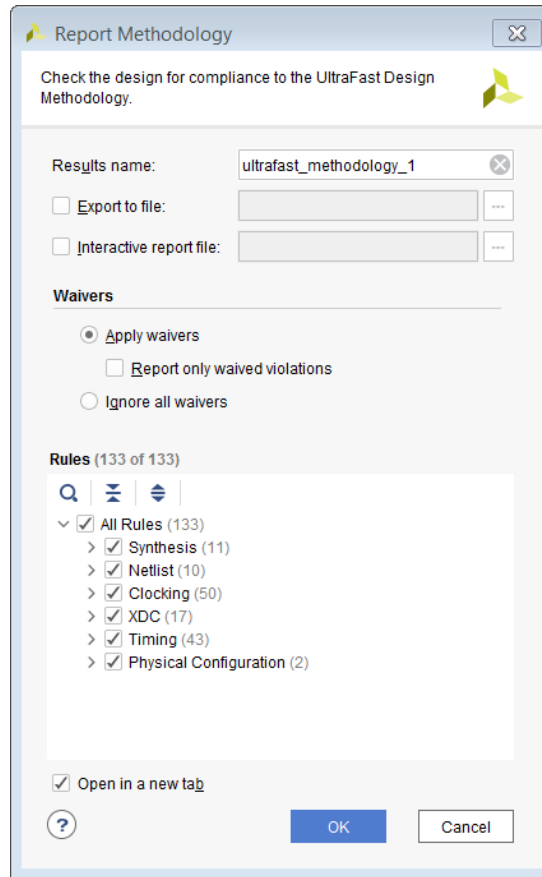 Report Methodology
Check the design for compliance to the UltraFast Design
Methodology.
Results name: ultrafast_methodology_1
Export to file: ...
Interactive report file: ...
Waivers
Apply waivers
Report only waived violations
Ignore all waivers
Rules (133 of 133)
All Rules (133)
Synthesis (11)
Netlist (10)
Clocking (50)
XDC (17)
Timing (43)
Physical Configuration (2)
Open in a new tab
? OK Cancel